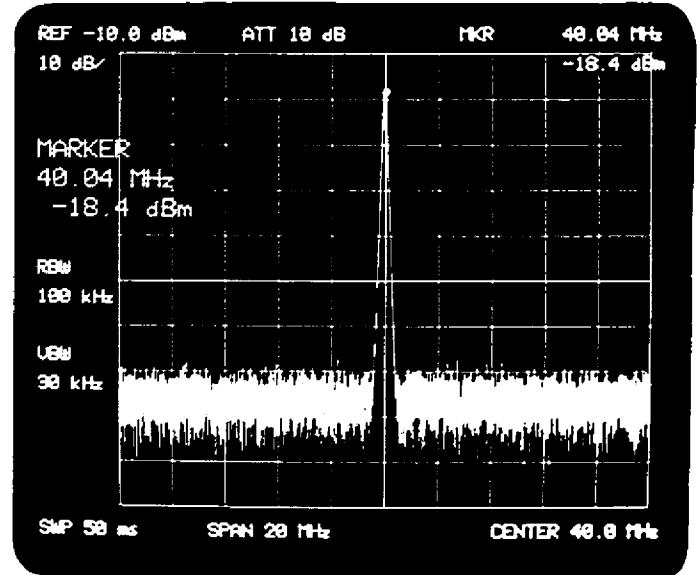 REF -10.0 dBm ATT 10 dB MKR 40.04 MHz
10 dB/ -18.4 dBm
MARKER
40.04 MHz
-18.4 dBm
RBW
100 kHz
VBW
30 kHz
SWP 50 ms SPAN 20 MHz CENTER 40.0 MHz